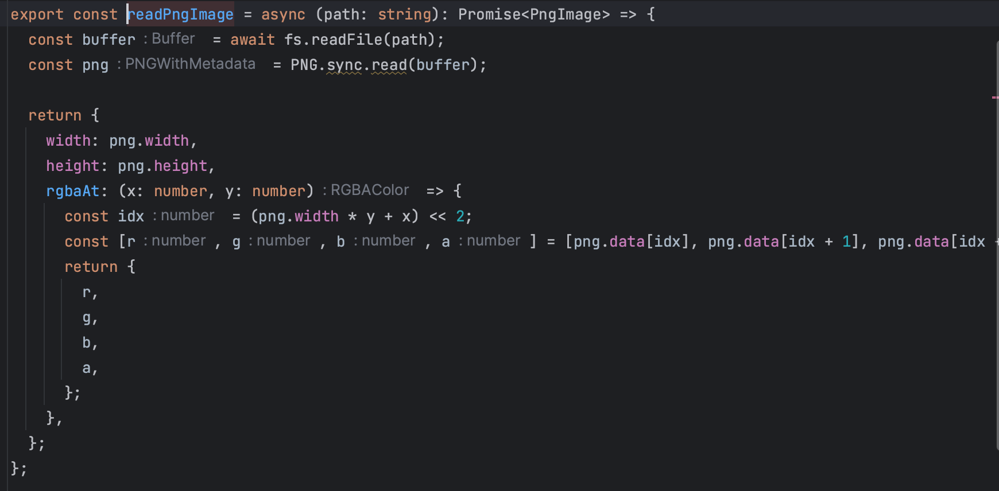 export const readPngImage = async (path: string): Promise<PngImage> => {
const buffer : Buffer = await fs.readFile(path);
const png : PNGWithMetadata = PNG.sync.read(buffer);
return {
width: png.width,
height: png.height,
rgbaAt: (x: number, y: number) : RGBAColor => {
const idx : number = (png.width * y + x) << 2;
const [r : number , g : number , b : number , a : number ] = [png.data[idx], png.data[idx + 1], png.data[idx +
return {
r,
g,
b,
a,
};
},
};
};